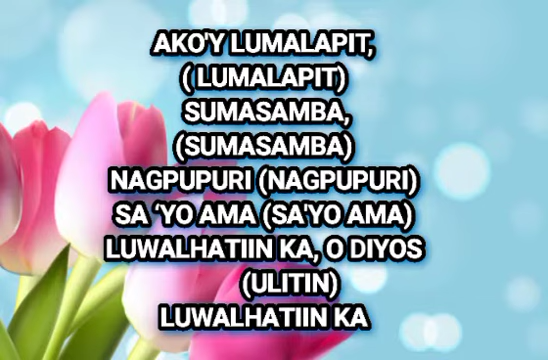 AKO'Y LUMALAPIT,
( LUMALAPIT)
SUMASAMBA,
(SUMASAMBA)
NAGPUPURI (NAGPUPURI)
SA ‘YO AMA (SA'YO AMA)
LUWALHATIIN KA, O DIYOS
(ULITIN)
LUWALHATIIN KA